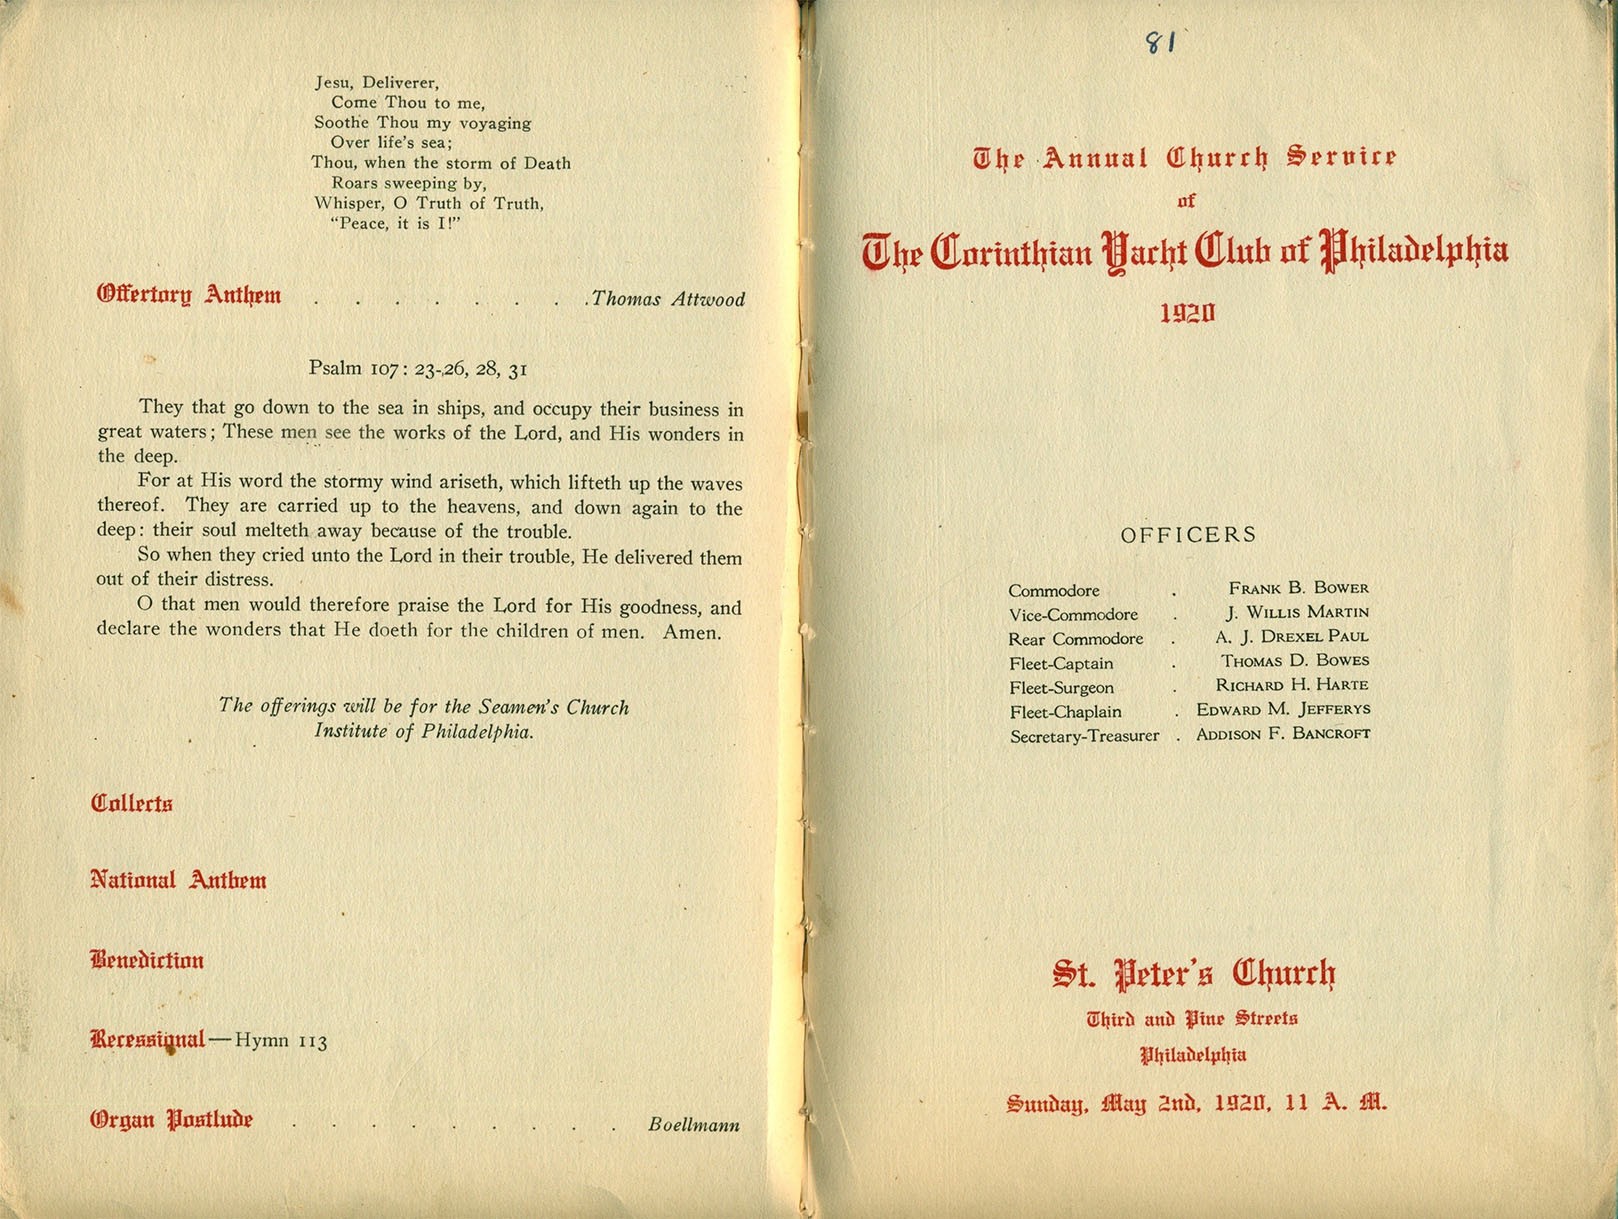 Jesu, Deliverer,
Come Thou to me,
Soothe Thou my voyaging
Over life's sea;
Thou, when the storm of Death
Roars sweeping by,
Whisper, O Truth of Truth,
"Peace, it is I!"
Offertory Anthem . . . . . . . . Thomas Attwood
Psalm 107: 23-26, 28, 31
They that go down to the sea in ships, and occupy their business in
great waters; These men see the works of the Lord, and His wonders in
the deep.
For at His word the stormy wind ariseth, which lifteth up the waves
thereof. They are carried up to the heavens, and down again to the
deep: their soul melteth away because of the trouble.
So when they cried unto the Lord in their trouble, He delivered them
out of their distress.
O that men would therefore praise the Lord for His goodness, and
declare the wonders that He doeth for the children of men. Amen.
The offerings will be for the Seamen's Church
Institute of Philadelphia.
Collects
National Anthem
Benediction
Recessional—Hymn 113
Organ Postlude . . . . . . . . . Boellmann
81
The Annual Church Service
of
The Corinthian Yacht Club of Philadelphia
1920
OFFICERS
Commodore . FRANK B. BOWER
Vice-Commodore . J. WILLIS MARTIN
Rear Commodore . A. J. DREXEL PAUL
Fleet-Captain . THOMAS D. BOWES
Fleet-Surgeon . RICHARD H. HARTE
Fleet-Chaplain . EDWARD M. JEFFERYS
Secretary-Treasurer . ADDISON F. BANCROFT
St. Peter's Church
Third and Pine Streets
Philadelphia
Sunday, May 2nd, 1920, 11 A. M.